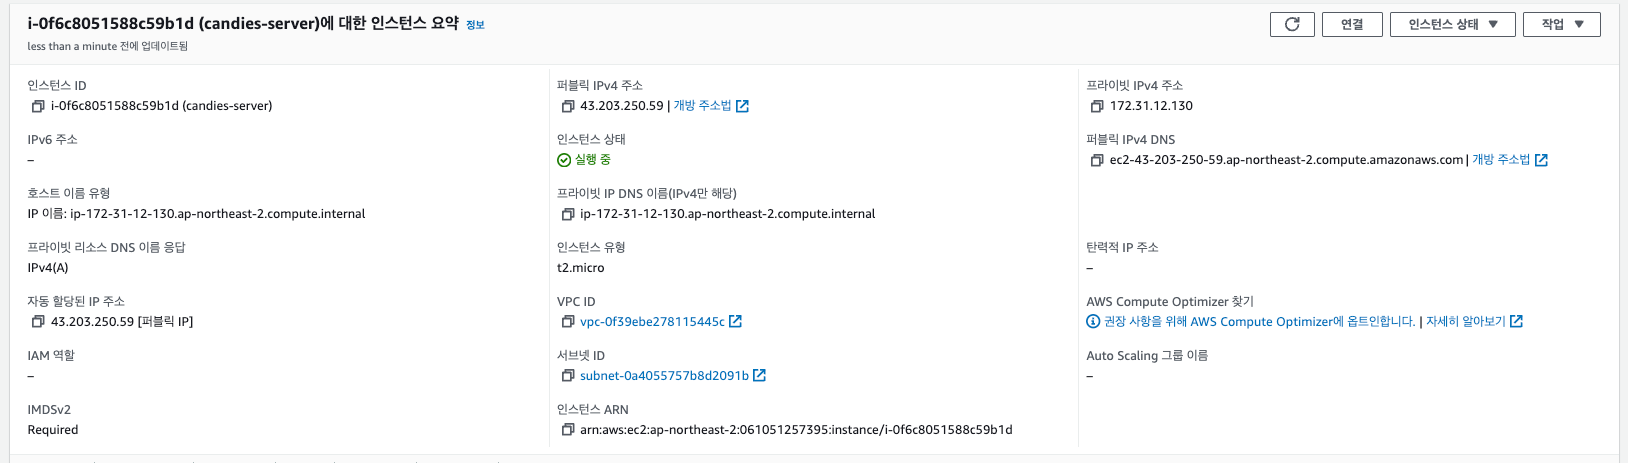 i-0f6c8051588c59b1d (candies-server)에 대한 인스턴스 요약 정보
less than a minute 전에 업데이트됨
연결
인스턴스 상태
작업
인스턴스 ID
i-0f6c8051588c59b1d (candies-server)
퍼블릭 IPv4 주소
43.203.250.59 | 개방 주소법
프라이빗 IPv4 주소
172.31.12.130
IPv6 주소
–
인스턴스 상태
실행 중
퍼블릭 IPv4 DNS
ec2-43-203-250-59.ap-northeast-2.compute.amazonaws.com | 개방 주소법
호스트 이름 유형
IP 이름: ip-172-31-12-130.ap-northeast-2.compute.internal
프라이빗 IP DNS 이름(IPv4만 해당)
ip-172-31-12-130.ap-northeast-2.compute.internal
프라이빗 리소스 DNS 이름 응답
IPv4(A)
인스턴스 유형
t2.micro
탄력적 IP 주소
–
자동 할당된 IP 주소
43.203.250.59 [퍼블릭 IP]
VPC ID
vpc-0f39ebe278115445c
AWS Compute Optimizer 찾기
권장 사항을 위해 AWS Compute Optimizer에 옵트인합니다. | 자세히 알아보기
IAM 역할
–
서브넷 ID
subnet-0a4055757b8d2091b
Auto Scaling 그룹 이름
–
IMDSv2
Required
인스턴스 ARN
arn:aws:ec2:ap-northeast-2:061051257395:instance/i-0f6c8051588c59b1d